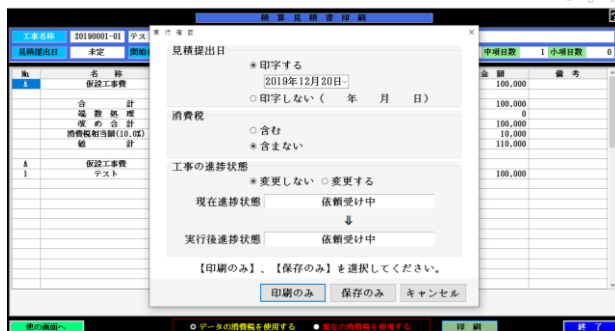 積算見積書印刷
工事名称 20190001-01 テス
見積提出日 未定 開始
中項目数 1 小項目数 0
実行確認
見積提出日
印字する
2019年12月20日
印字しない( 年 月 日)
消費税
含む
含まない
工事の進捗状態
変更しない 変更する
現在進捗状態 依頼受け中
⇓
実行後進捗状態 依頼受け中
【印刷のみ】、【保存のみ】を選択してください。
印刷のみ 保存のみ キャンセル
№ 名称 金額 備考
A 仮設工事費 100,000
合計 100,000
端数処理 0
改め合計 100,000
消費税相当額(10.0%) 10,000
総計 110,000
A 仮設工事費
1 テスト 100,000
他の画面へ データの消費税を使用する 現在の消費税を使用する 印刷 終了